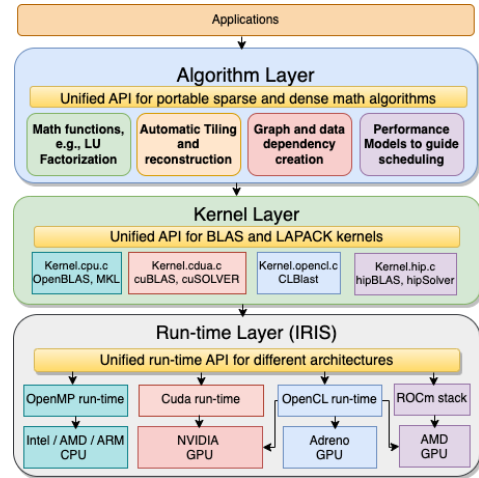 Applications
Algorithm Layer
Unified API for portable sparse and dense math algorithms
Math functions,
e.g., LU
Factorization
Automatic Tiling
and
reconstruction
Graph and data
dependency
creation
Performance
Models to guide
scheduling
Kernel Layer
Unified API for BLAS and LAPACK kernels
Kernel.cpu.c
OpenBLAS, MKL
Kernel.cdua.c
cuBLAS, cuSOLVER
Kernel.opencl.c
CLBlast
Kernel.hip.c
hipBLAS, hipSolver
Run-time Layer (IRIS)
Unified run-time API for different architectures
OpenMP run-time
Cuda run-time
OpenCL run-time
ROCm stack
Intel / AMD / ARM
CPU
NVIDIA
GPU
Adreno
GPU
AMD
GPU